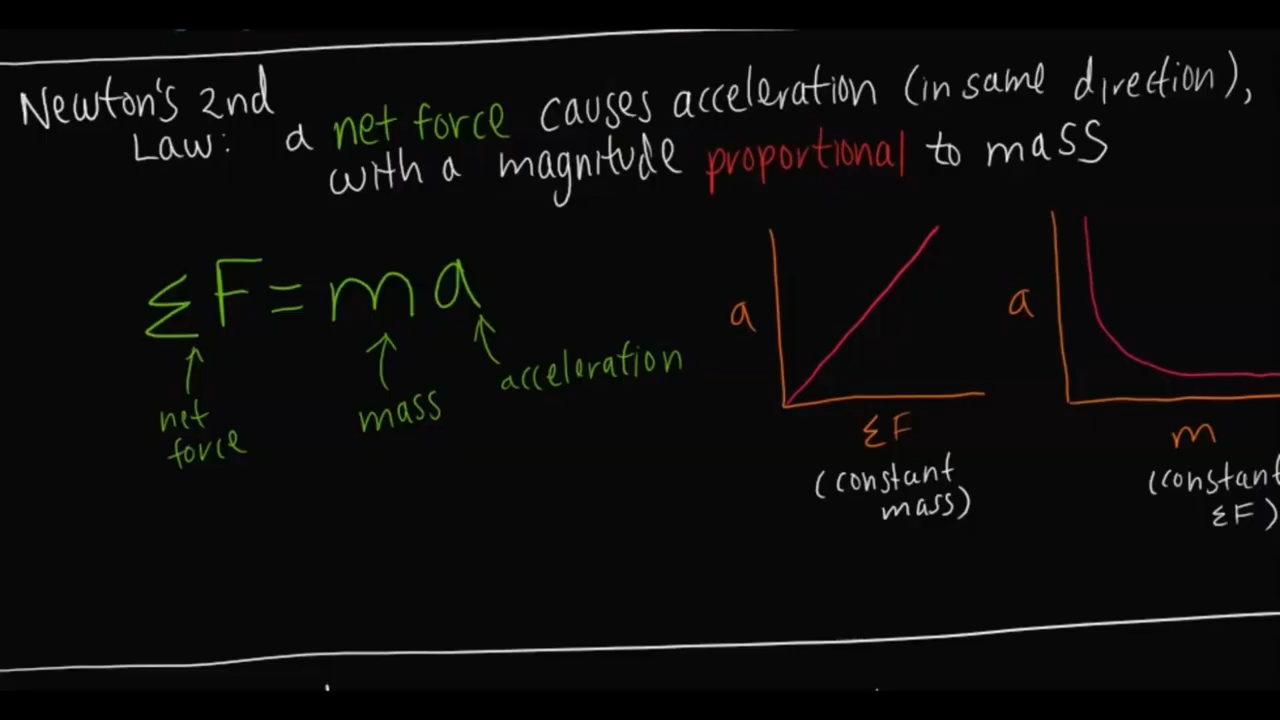 Newton's 2nd
Law: a net force causes acceleration (in same direction),
with a magnitude proportional to mass
ΣF = ma
net
force
mass
acceleration
a
ΣF
(constant
mass)
a
m
(constant
ΣF)